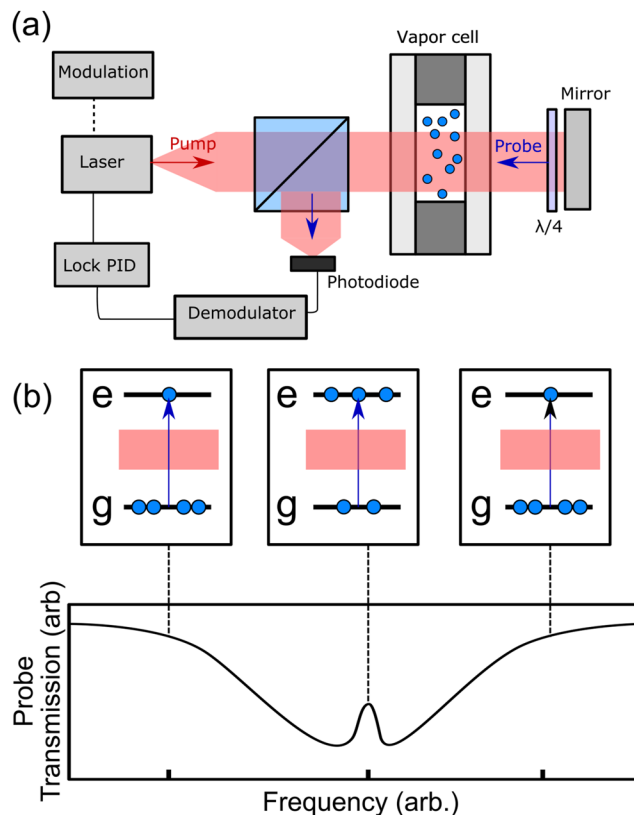 (a)
Modulation
Laser
Lock PID
Demodulator
Pump
Vapor cell
Probe
Mirror
λ/4
Photodiode
(b)
e
g
e
g
e
g
Probe
Transmission (arb)
Frequency (arb.)